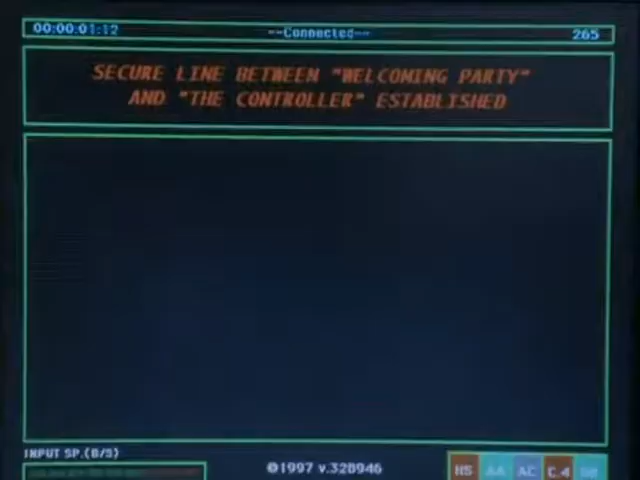 00:00:01:12 --Connected-- 265
SECURE LINE BETWEEN "WELCOMING PARTY"
AND "THE CONTROLLER" ESTABLISHED
INPUT SP.(B/S)
©1997 v.328946
HS AA AC C.4